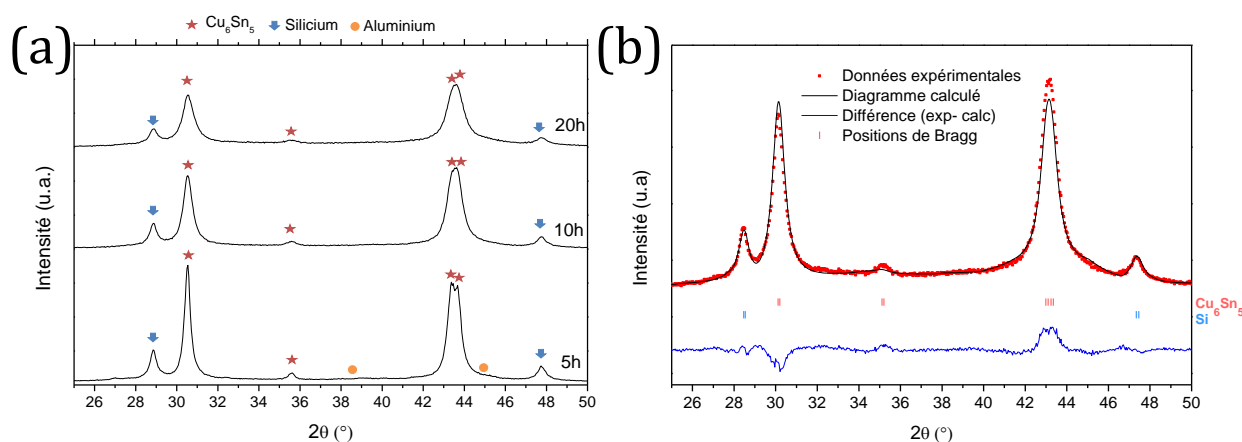 (a)
Cu6Sn5 Silicium Aluminium
Intensité (u.a.)
20h
10h
5h
26 28 30 32 34 36 38 40 42 44 46 48 50
2θ (°)
(b)
Données expérimentales
Diagramme calculé
Différence (exp- calc)
Positions de Bragg
Intensité (u.a)
Cu6Sn5
Si
26 28 30 32 34 36 38 40 42 44 46 48 50
2θ (°)